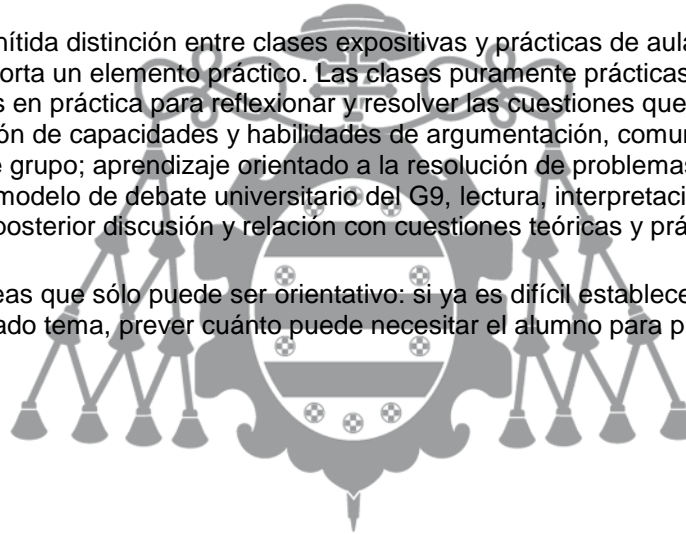 nítida distinción entre clases expositivas y prácticas de aula
orta un elemento práctico. Las clases puramente prácticas
s en práctica para reflexionar y resolver las cuestiones que
ón de capacidades y habilidades de argumentación, comu
e grupo; aprendizaje orientado a la resolución de problemas
modelo de debate universitario del G9, lectura, interpretaci
posterior discusión y relación con cuestiones teóricas y prá
eas que sólo puede ser orientativo: si ya es difícil establece
ado tema, prever cuánto puede necesitar el alumno para p